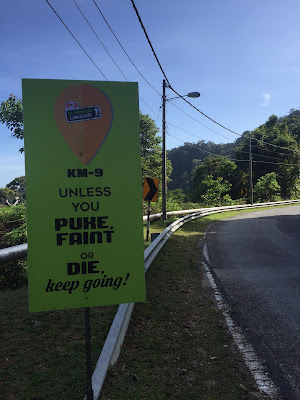 KM-9
UNLESS
YOU
PUKE,
FAINT
OR
DIE,
keep going!